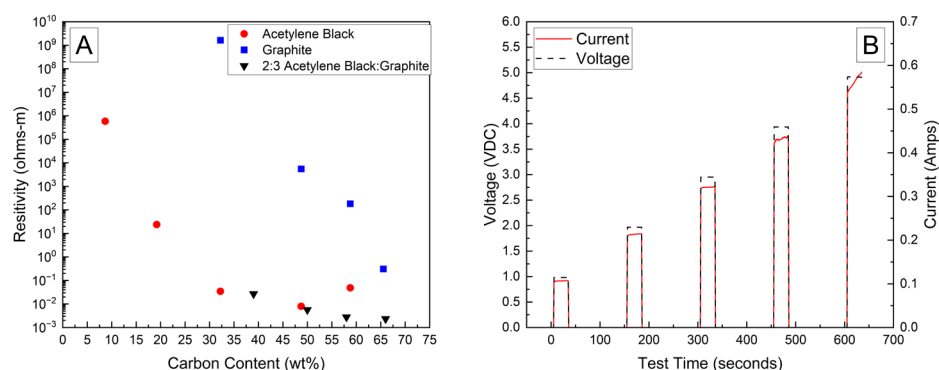 A
Acetylene Black
Graphite
2:3 Acetylene Black:Graphite
Resitivity (ohms-m)
10^10
10^9
10^8
10^7
10^6
10^5
10^4
10^3
10^2
10^1
10^0
10^-1
10^-2
10^-3
0 5 10 15 20 25 30 35 40 45 50 55 60 65 70 75
Carbon Content (wt%)
B
Current
Voltage
Voltage (VDC)
6.0
5.5
5.0
4.5
4.0
3.5
3.0
2.5
2.0
1.5
1.0
0.5
0.0
0.7
0.6
0.5
0.4
0.3
0.2
0.1
0.0
Current (Amps)
0 100 200 300 400 500 600 700
Test Time (seconds)